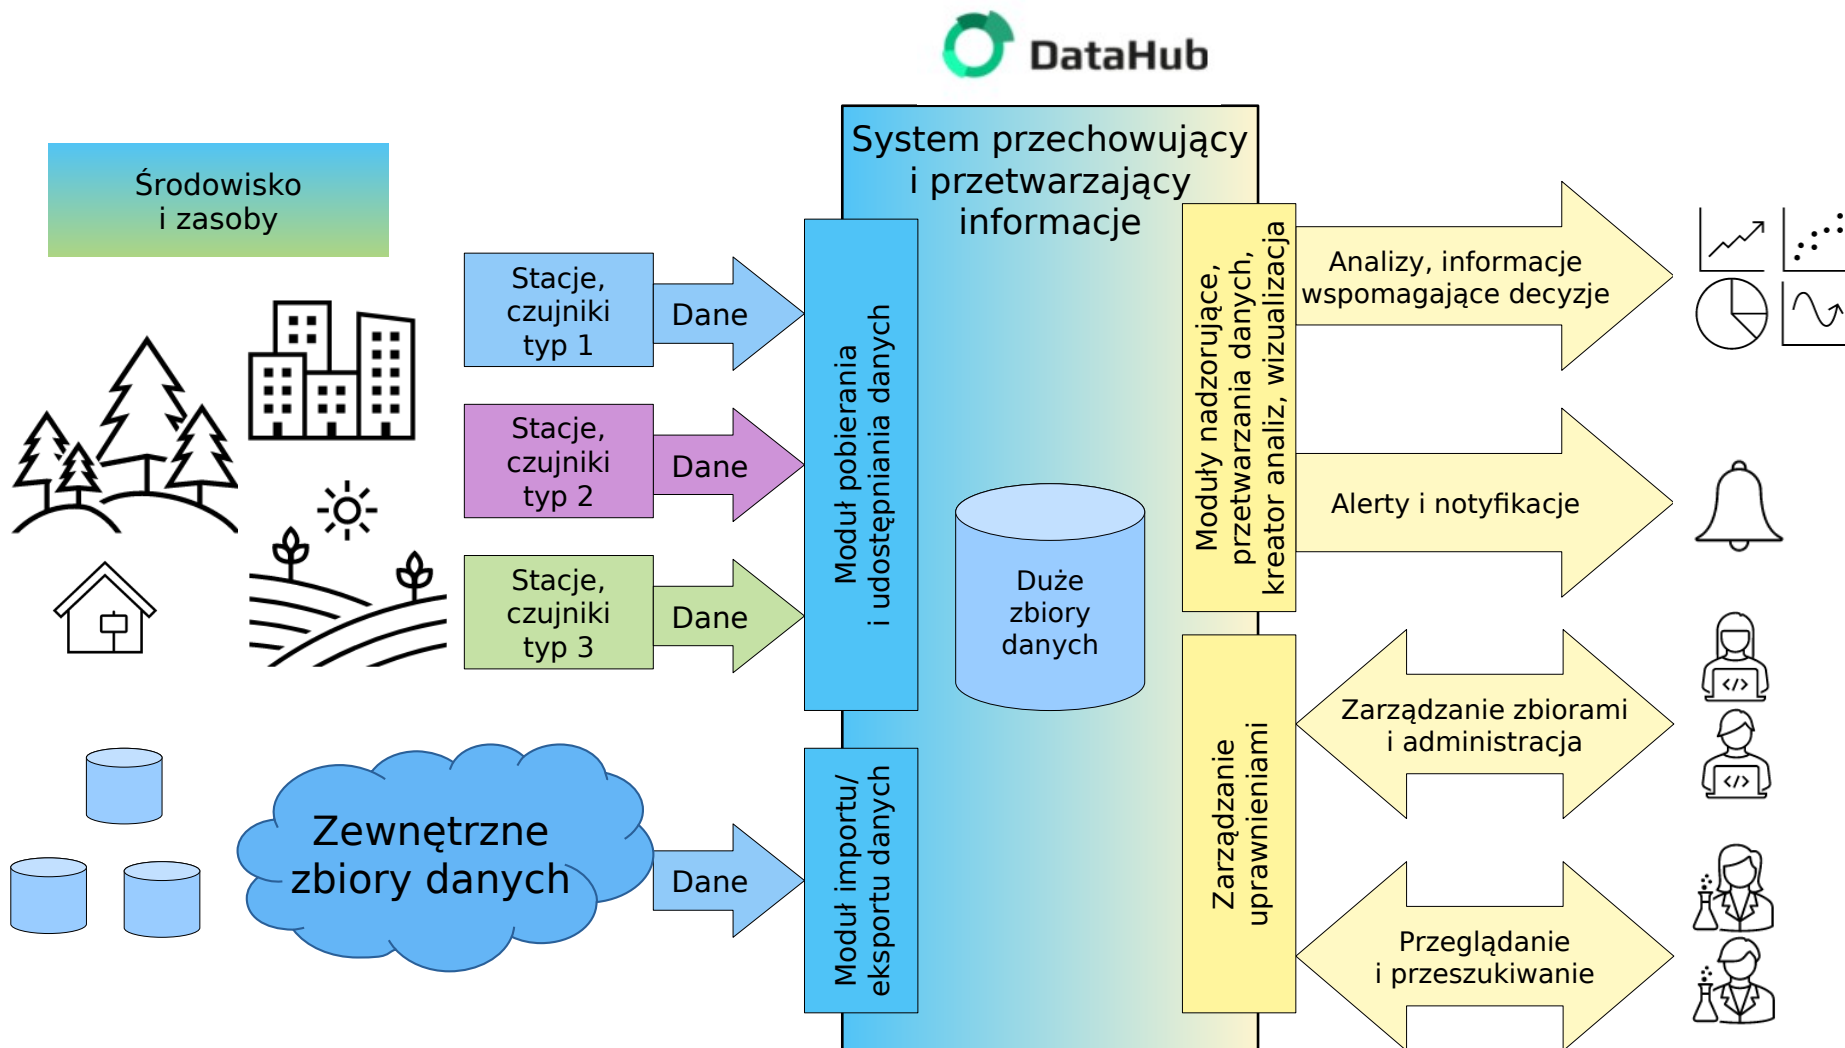 DataHub
System przechowujący
i przetwarzający
informacje
Środowisko
i zasoby
Stacje,
czujniki
typ 1
Dane
Stacje,
czujniki
typ 2
Dane
Stacje,
czujniki
typ 3
Dane
Zewnętrzne
zbiory danych
Dane
Moduł pobierania
i udostępniania danych
Moduł importu/
eksportu danych
Duże
zbiory
danych
Moduły nadzorujące,
przetwarzania danych,
kreator analiz, wizualizacja
Zarządzanie
uprawnieniami
Analizy, informacje
wspomagające decyzje
Alerty i notyfikacje
Zarządzanie zbiorami
i administracja
</>
</>
Przeglądanie
i przeszukiwanie